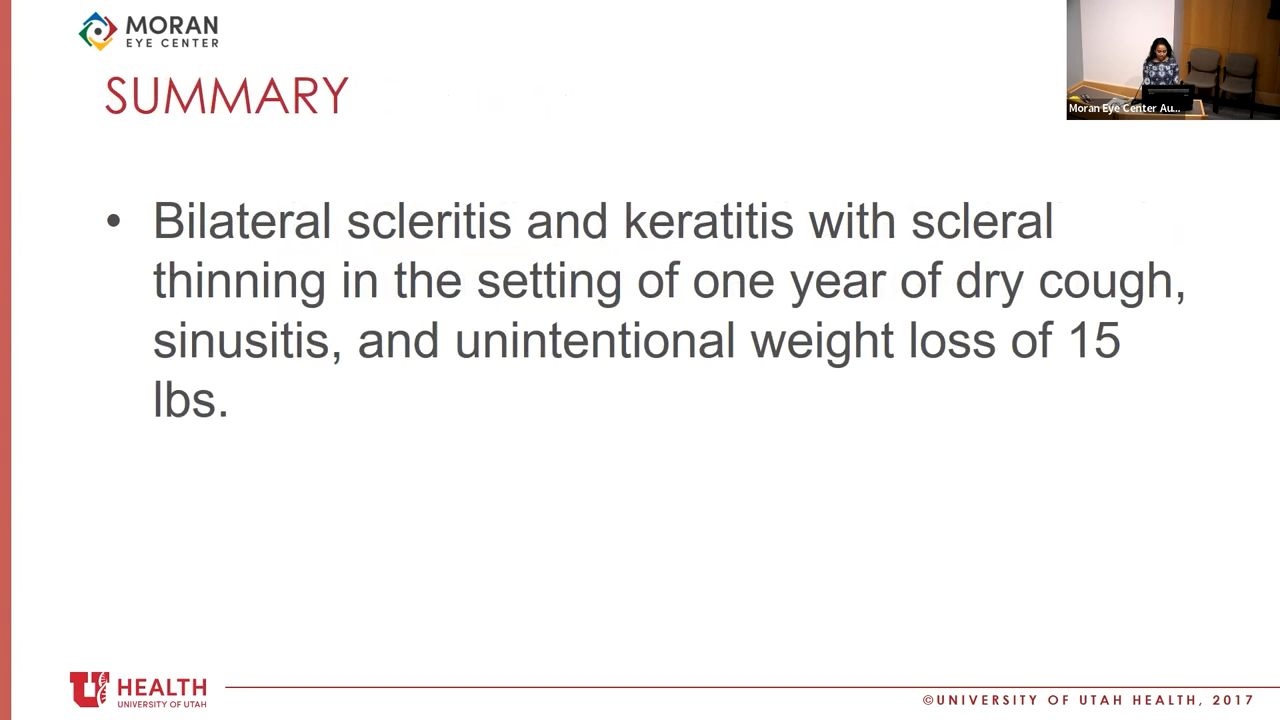 MORAN
EYE CENTER
SUMMARY
Moran Eye Center Au...
• Bilateral scleritis and keratitis with scleral
thinning in the setting of one year of dry cough,
sinusitis, and unintentional weight loss of 15
lbs.
U HEALTH
UNIVERSITY OF UTAH
©UNIVERSITY OF UTAH HEALTH, 2017